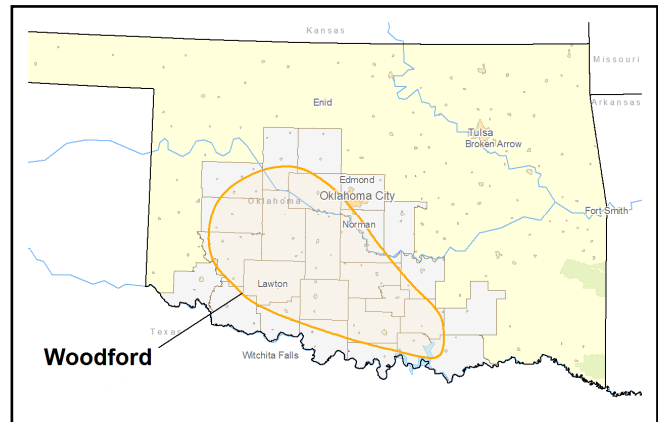 Kansas
Missouri
Enid
Arkansas
Tulsa
Broken Arrow
Edmond
Oklahoma City
Oklahoma
Fort Smith
Norman
Lawton
Texas
Woodford
Witchita Falls